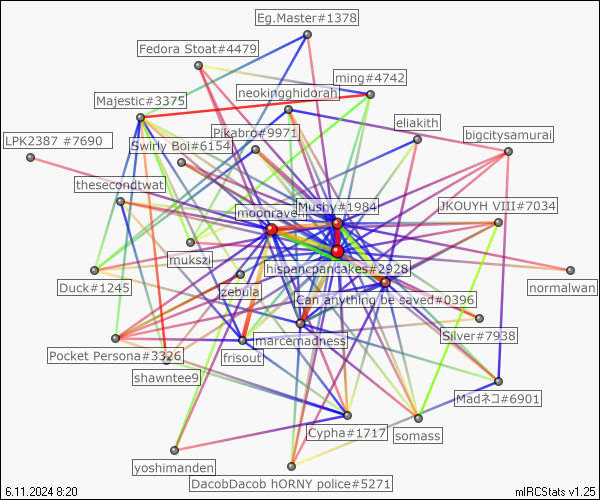 Eg.Master#1378
Fedora Stoat#4479
ming#4742
neokingghidorah
Majestic#3375
eliakith
bigcitysamurai
Pikabro#9971
LPK2387 #7690
Swirly Boi#6154
thesecondtwat
moonraven
Mushy#1984
JKOUYH VIII#7034
mukszi
hispancpancakes#2928
Duck#1245
zebula
normalwan
Can anything be saved#0396
Silver#7938
marcemadness
Pocket Persona#3326
frisout
shawntee9
Madネコ#6901
Cypha#1717
somass
yoshimanden
DacobDacob hORNY police#5271
6.11.2024 8:20
mIRCStats v1.25